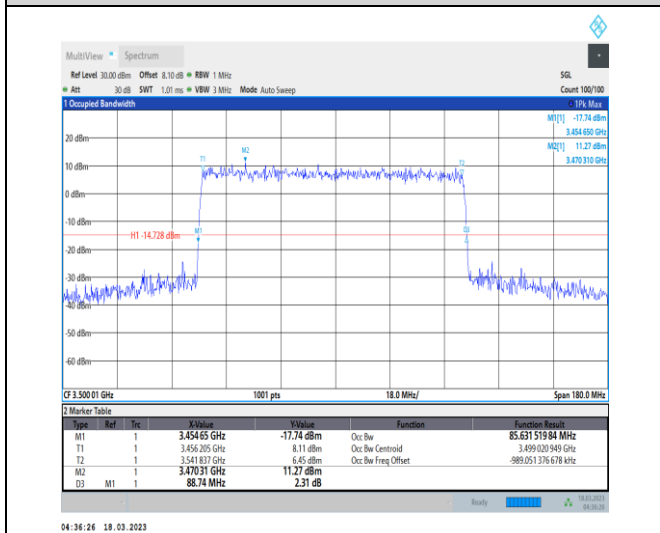 MultiView Spectrum
Ref Level 30.00 dBm Offset 8.10 dB RBW 1 MHz SGL
Att 30 dB SWT 1.01 ms VBW 3 MHz Mode Auto Sweep Count 100/100
1 Occupied Bandwidth 1Pk Max
M1[1] -17.74 dBm
3.454 650 GHz
M2[1] 11.27 dBm
3.470 310 GHz
20 dBm
T1 M2 T2
10 dBm
0 dBm
-10 dBm
H1 -14.728 dBm M1 D3
-20 dBm
-30 dBm
-40 dBm
-50 dBm
-60 dBm
CF 3.500 01 GHz 1001 pts 18.0 MHz/ Span 180.0 MHz
2 Marker Table
Type Ref Trc X-Value Y-Value Function Function Result
M1 1 3.454 65 GHz -17.74 dBm Occ Bw 85.631 519 84 MHz
T1 1 3.456 205 GHz 8.11 dBm Occ Bw Centroid 3.499 020 949 GHz
T2 1 3.541 837 GHz 6.45 dBm Occ Bw Freq Offset -989.051 376 678 kHz
M2 1 3.470 31 GHz 11.27 dBm
D3 M1 1 88.74 MHz 2.31 dB
Ready 18.03.2023
04:36:26
04:36:26 18.03.2023